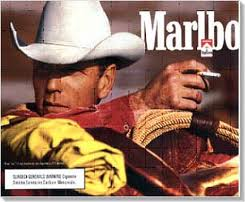 Marlbo
SURGEON GENERAL'S WARNING: Cigarette
Smoke Contains Carbon Monoxide.